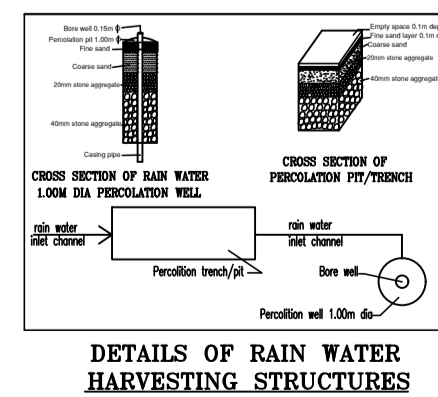 Bore well 0.15m ϕ
Percolation pit 1.00m ϕ
Fine sand
Coarse sand
20mm stone aggregate
40mm stone aggregate
Casing pipe
CROSS SECTION OF RAIN WATER
1.00M DIA PERCOLATION WELL
Empty space 0.1m
Fine sand layer 0.1m
Coarse sand
20mm stone aggregate
40mm stone aggregate
CROSS SECTION OF
PERCOLATION PIT/TRENCH
rain water
inlet channel
Percolition trench/pit
rain water
inlet channel
Bore well
Percolition well 1.00m dia
DETAILS OF RAIN WATER
HARVESTING STRUCTURES